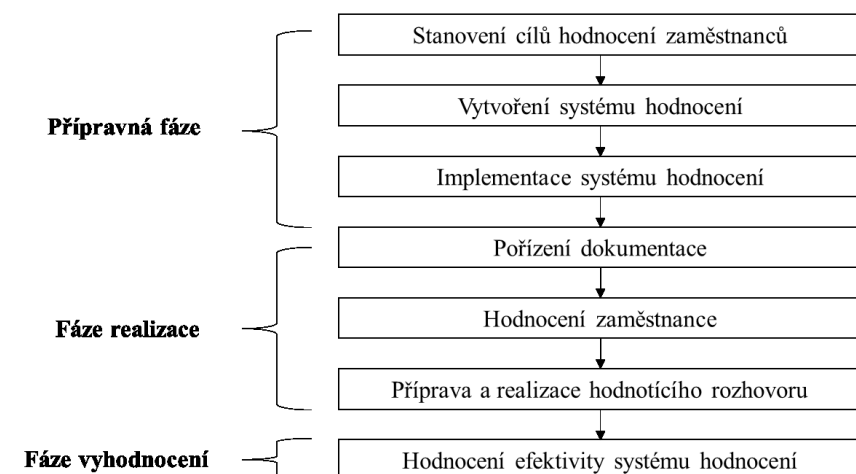 Stanovení cílů hodnocení zaměstnanců
Vytvoření systému hodnocení
Přípravná fáze
Implementace systému hodnocení
Pořízení dokumentace
Fáze realizace
Hodnocení zaměstnance
Příprava a realizace hodnotícího rozhovoru
Fáze vyhodnocení
Hodnocení efektivity systému hodnocení